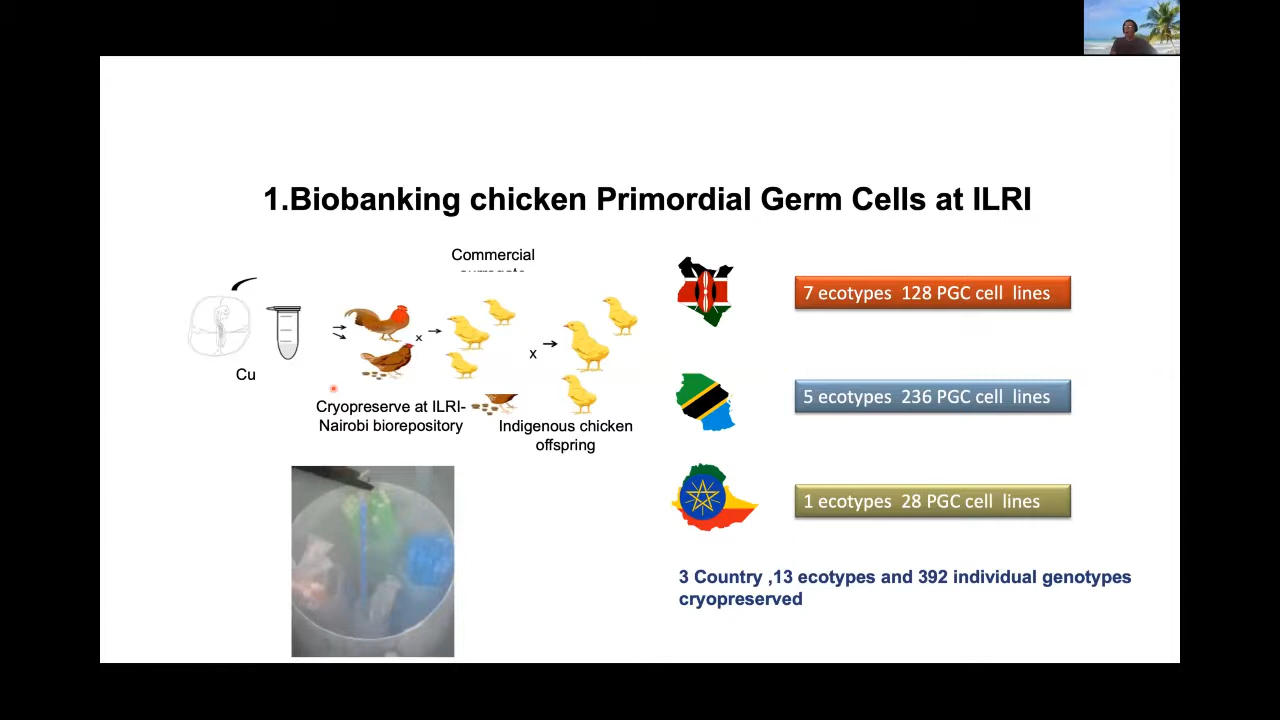 1.Biobanking chicken Primordial Germ Cells at ILRI
Commercial
Cu
Cryopreserve at ILRI-
Nairobi biorepository
x
x
Indigenous chicken
offspring
7 ecotypes 128 PGC cell lines
5 ecotypes 236 PGC cell lines
1 ecotypes 28 PGC cell lines
3 Country ,13 ecotypes and 392 individual genotypes
cryopreserved